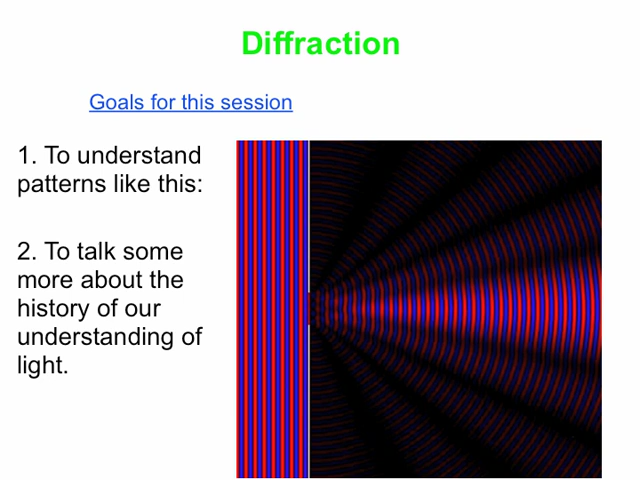 Diffraction
Goals for this session
1. To understand
patterns like this:
2. To talk some
more about the
history of our
understanding of
light.